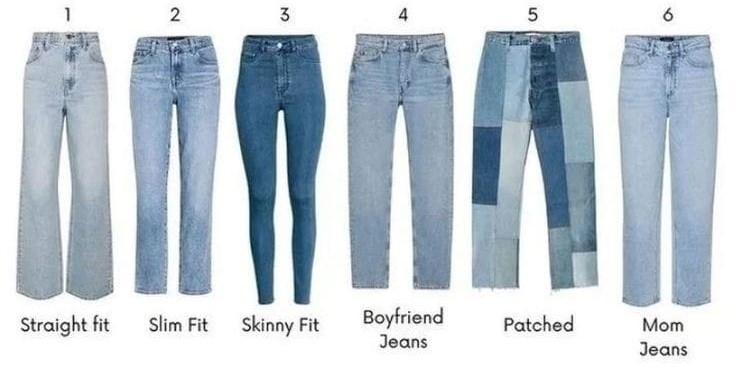 1
2
3
4
5
6
Straight fit
Slim Fit
Skinny Fit
Boyfriend
Jeans
Patched
Mom
Jeans